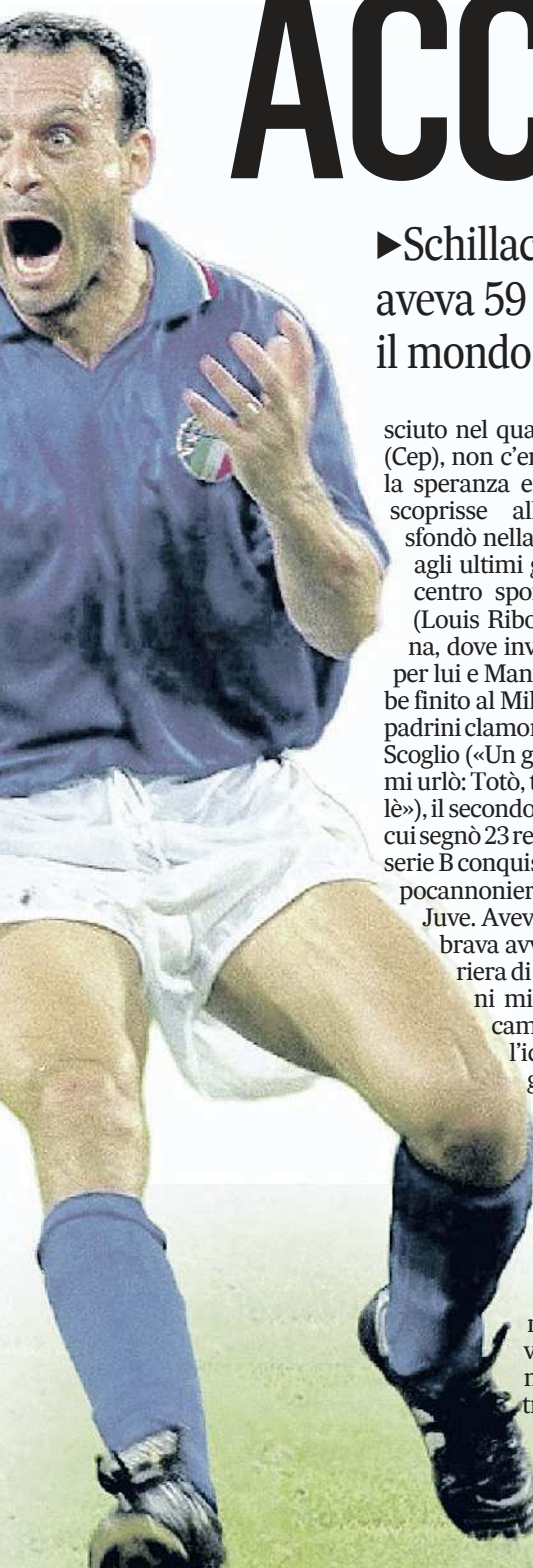 ACC
▶Schillac
aveva 59
il mondo
sciuto nel qua
(Cep), non c'er
la speranza e
scoprisse all
sfondò nella
agli ultimi g
centro spor
(Louis Ribo
na, dove inv
per lui e Man
be finito al Mil
padrini clamor
Scoglio («Un g
mi urlò: Totò, t
lè»), il secondo
cui segnò 23 re
serie B conquis
pocannonier
Juve. Avev
brava avv
riera di
ni mi
cam
l'ic
g
r
v
n
tr